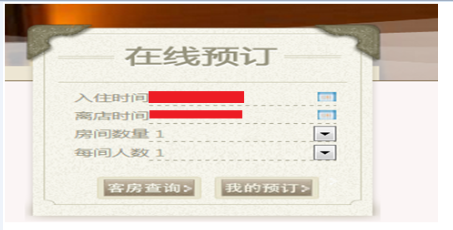 在线预订
入住时间
离店时间
房间数量 1
每间人数 1
客房查询>
我的预订>